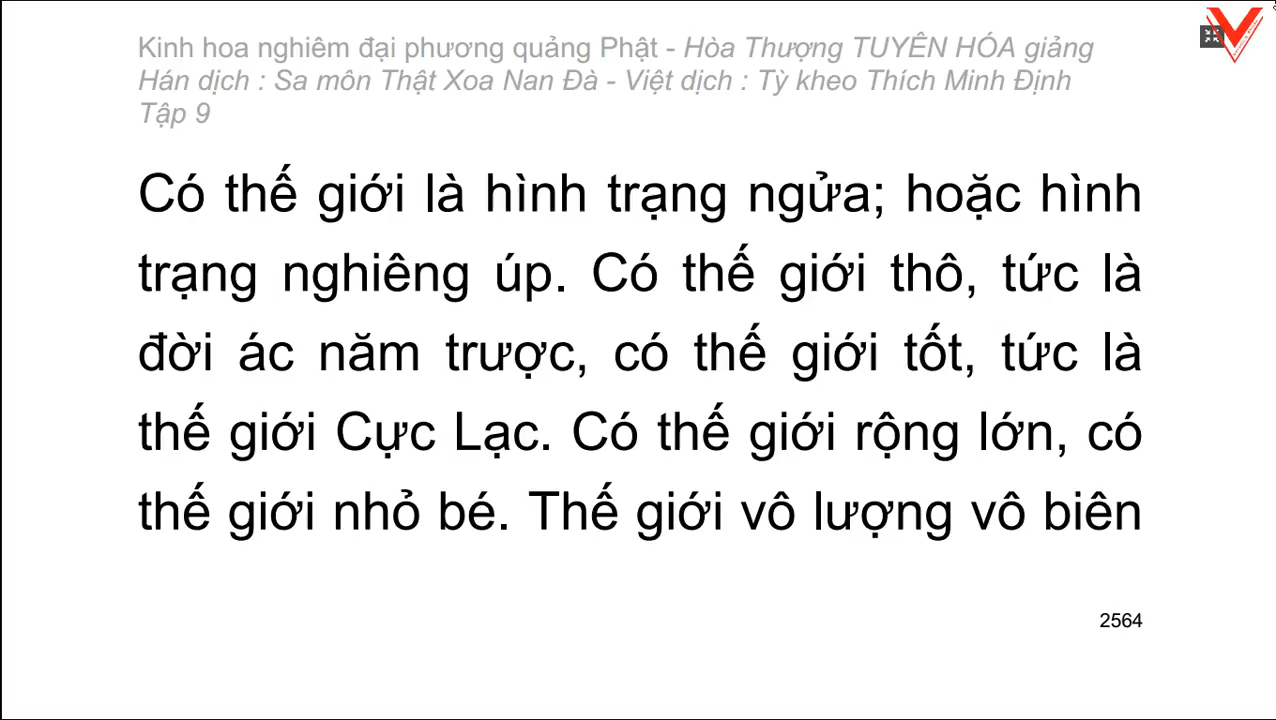 Kinh hoa nghiêm đại phương quảng Phật - Hòa Thượng TUYÊN HÓA giảng
Hán dịch : Sa môn Thật Xoa Nan Đà - Việt dịch : Tỳ kheo Thích Minh Định
Tập 9
Có thế giới là hình trạng ngửa; hoặc hình
trạng nghiêng úp. Có thế giới thô, tức là
đời ác năm trược, có thế giới tốt, tức là
thế giới Cực Lạc. Có thế giới rộng lớn, có
thế giới nhỏ bé. Thế giới vô lượng vô biên
2564